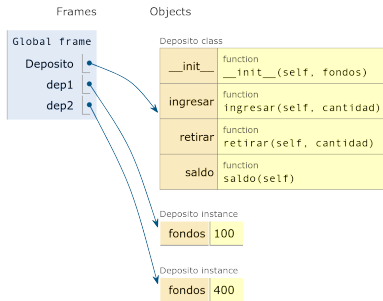 Frames
Objects
Global frame
Deposito
dep1
dep2
Deposito class
__init__
function
__init__(self, fondos)
ingresar
function
ingresar(self, cantidad)
retirar
function
retirar(self, cantidad)
saldo
function
saldo(self)
Deposito instance
fondos 100
Deposito instance
fondos 400